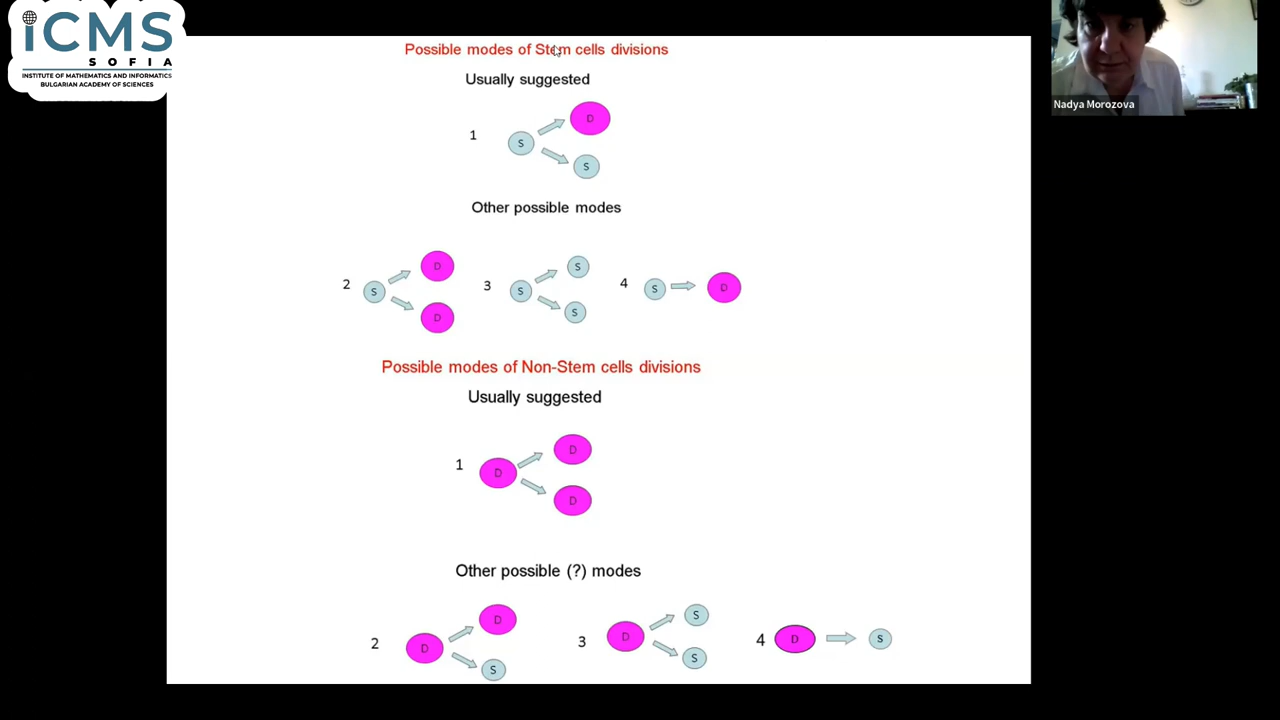 iCMS
SOFIA
INSTITUTE OF MATHEMATICS AND INFORMATICS
BULGARIAN ACADEMY OF SCIENCES
Nadya Morozova
Possible modes of Stem cells divisions
Usually suggested
1
S
D
S
Other possible modes
2
S
D
D
3
S
S
S
4
S
D
Possible modes of Non-Stem cells divisions
Usually suggested
1
D
D
D
Other possible (?) modes
2
D
D
S
3
D
S
S
4
D
S